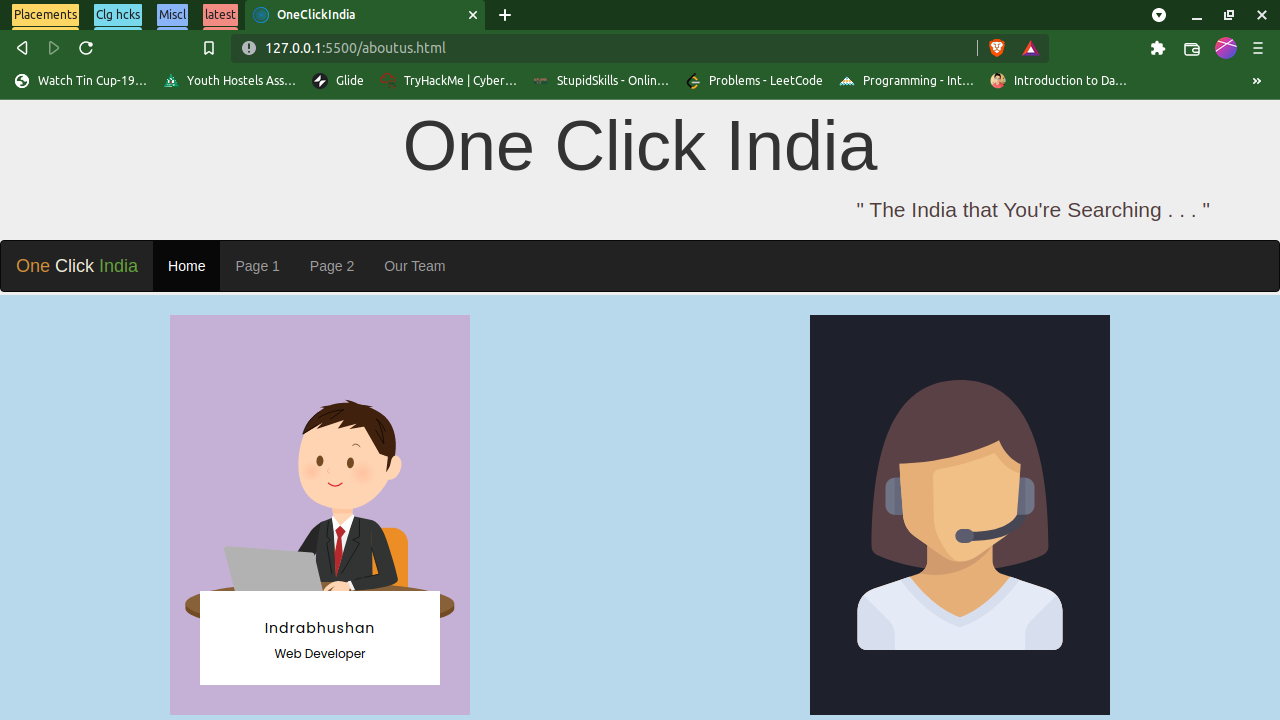 Placements
Clg hcks
Miscl
latest
OneClickIndia
127.0.0.1:5500/aboutus.html
Watch Tin Cup-19...
Youth Hostels Ass...
Glide
TryHackMe | Cyber...
StupidSkills - Onlin...
Problems - LeetCode
Programming - Int...
Introduction to Da...
»
One Click India
" The India that You're Searching . . . "
One Click India
Home
Page 1
Page 2
Our Team
Indrabhushan
Web Developer